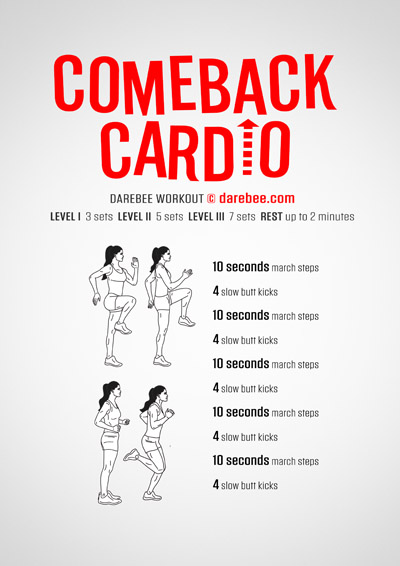 COMEBACK
CARDIO
DAREBEE WORKOUT © darebee.com
LEVEL I 3 sets LEVEL II 5 sets LEVEL III 7 sets REST up to 2 minutes
10 seconds march steps
4 slow butt kicks
10 seconds march steps
4 slow butt kicks
10 seconds march steps
4 slow butt kicks
10 seconds march steps
4 slow butt kicks
10 seconds march steps
4 slow butt kicks